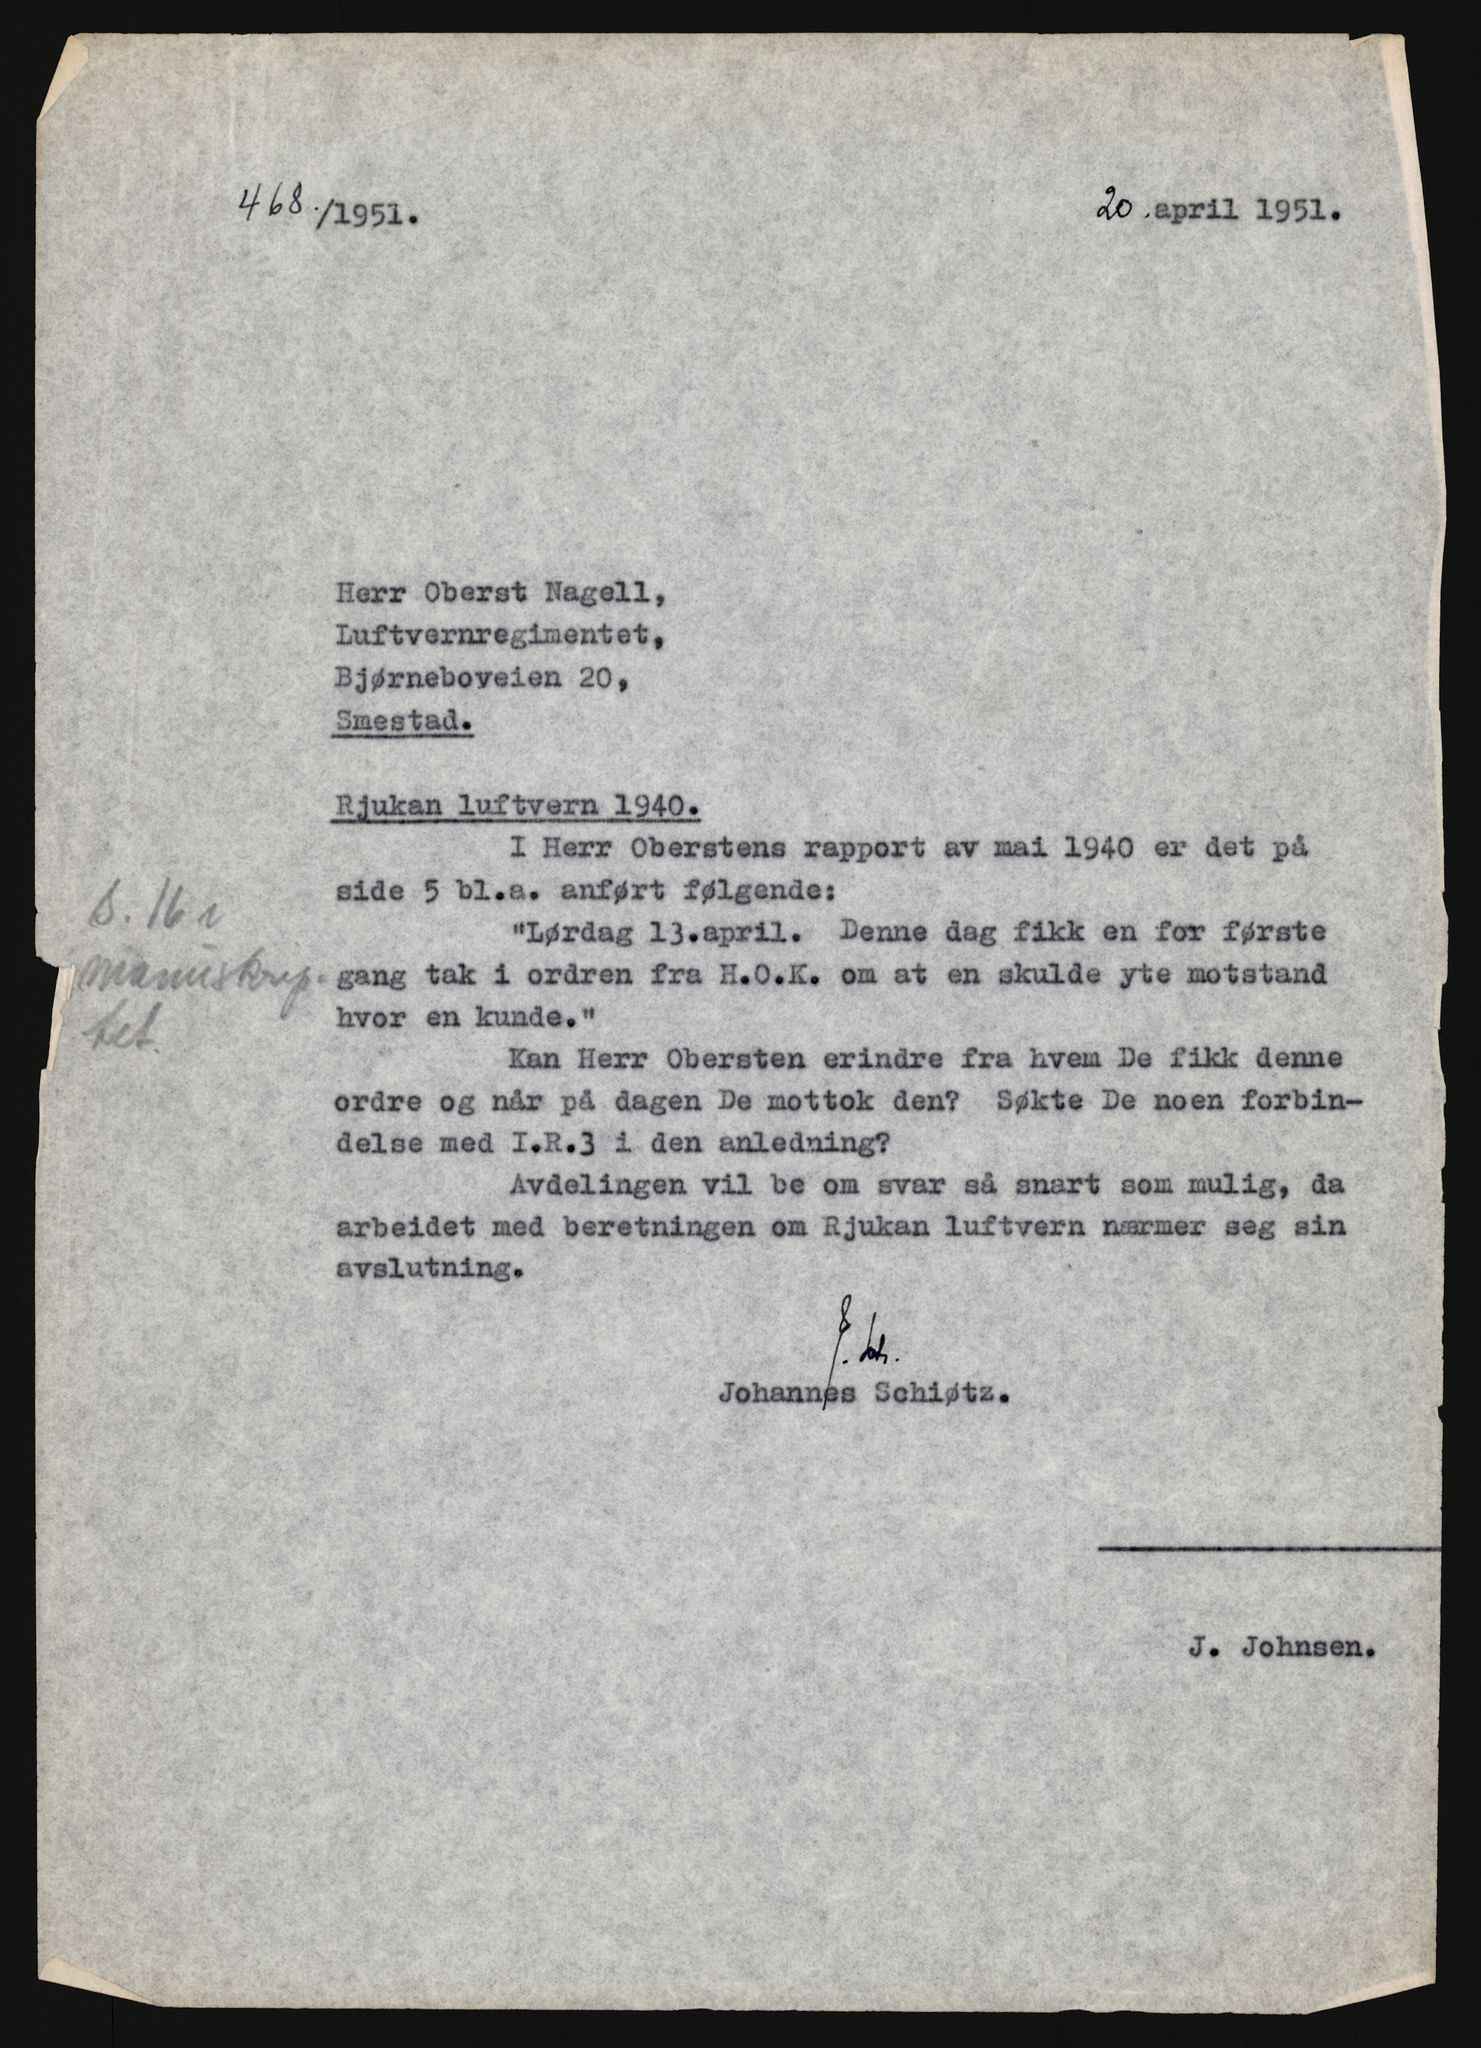 468./1951.
20. april 1951.
Herr Oberst Nagell,
Luftvernregimentet,
Bjørneboveien 20,
Smestad.
Rjukan luftvern 1940.
I Herr Oberstens rapport av mai 1940 er det på
side 5 bl.a. anført følgende:
"Lørdag 13.april. Denne dag fikk en for første
gang tak i ordren fra H.O.K. om at en skulde yte motstand
hvor en kunde."
s. 16 i
manuskrip-
tet.
Kan Herr Obersten erindre fra hvem De fikk denne
ordre og når på dagen De mottok den? Søkte De noen forbin-
delse med I.R.3 i den anledning?
Avdelingen vil be om svar så snart som mulig, da
arbeidet med beretningen om Rjukan luftvern nærmer seg sin
avslutning.
Johannes Schiøtz.
J. Johnsen.